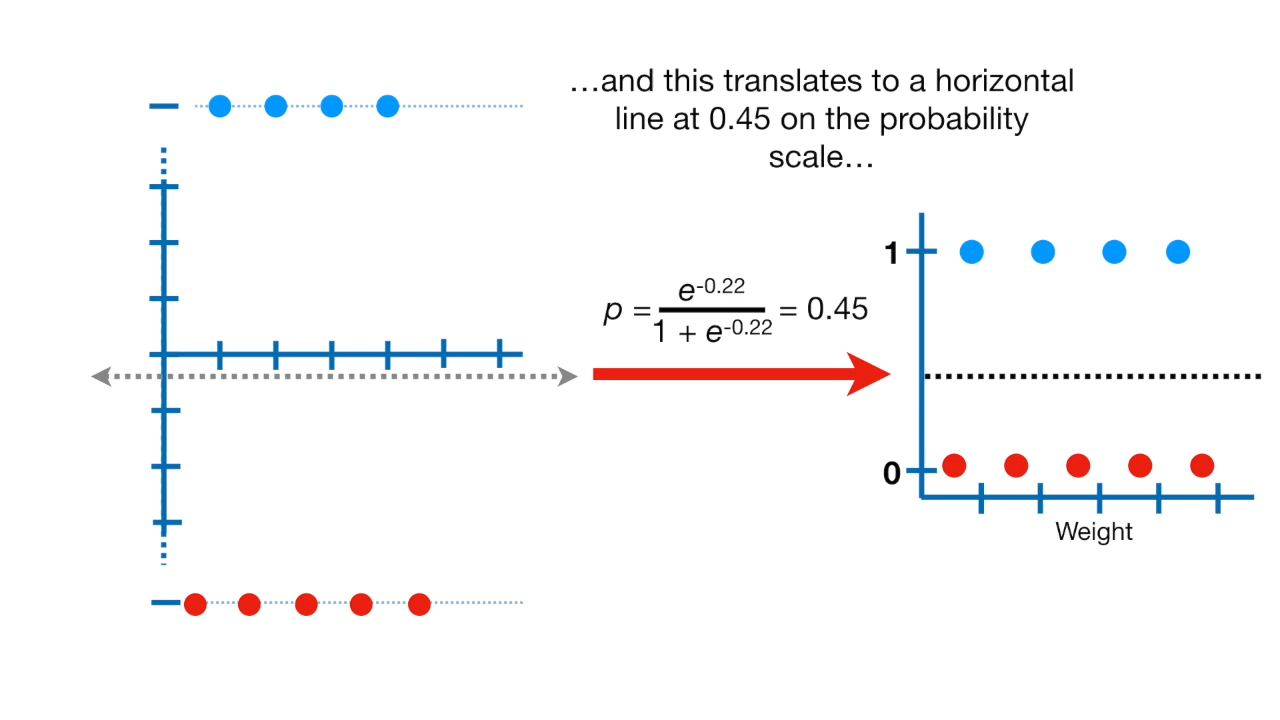 …and this translates to a horizontal
line at 0.45 on the probability
scale…
1
p = e^-0.22 / 1 + e^-0.22 = 0.45
0
Weight